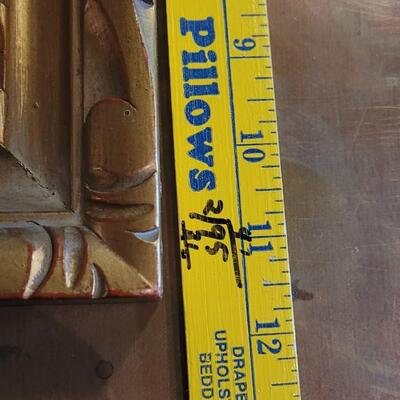 Pillows
9
10
11
12
DRAPE
UPHOLS
BEDD